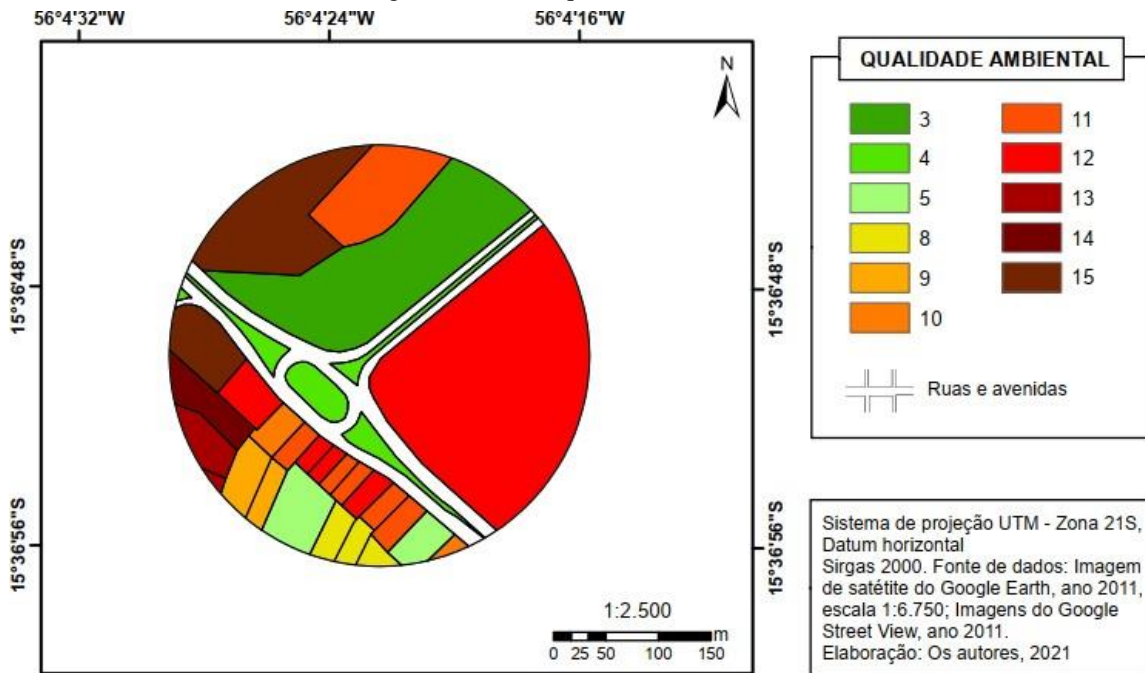 56°4'32"W 56°4'24"W 56°4'16"W
N
15°36'48"S
15°36'56"S
15°36'48"S
15°36'56"S
1:2.500
m
0 25 50 100 150
QUALIDADE AMBIENTAL
3
4
5
8
9
10
11
12
13
14
15
Ruas e avenidas
Sistema de projeção UTM - Zona 21S,
Datum horizontal
Sirgas 2000. Fonte de dados: Imagem
de satétite do Google Earth, ano 2011,
escala 1:6.750; Imagens do Google
Street View, ano 2011.
Elaboração: Os autores, 2021